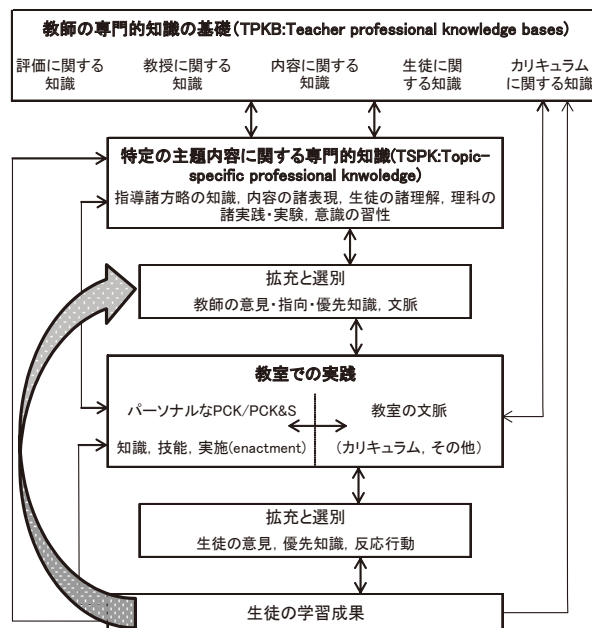 教師の専門的知識の基礎(TPKB:Teacher professional knowledge bases)
評価に関する
知識
教授に関する
知識
内容に関する
知識
生徒に関
する知識
カリキュラム
に関する知識
特定の主題内容に関する専門的知識(TSPK:Topic-
specific professional knwoledge)
指導諸方略の知識, 内容の諸表現, 生徒の諸理解, 理科の
諸実践・実験, 意識の習性
拡充と選別
教師の意見・指向・優先知識, 文脈
教室での実践
パーソナルなPCK/PCK&S
知識, 技能, 実施(enactment)
教室の文脈
(カリキュラム, その他)
拡充と選別
生徒の意見, 優先知識, 反応行動
生徒の学習成果